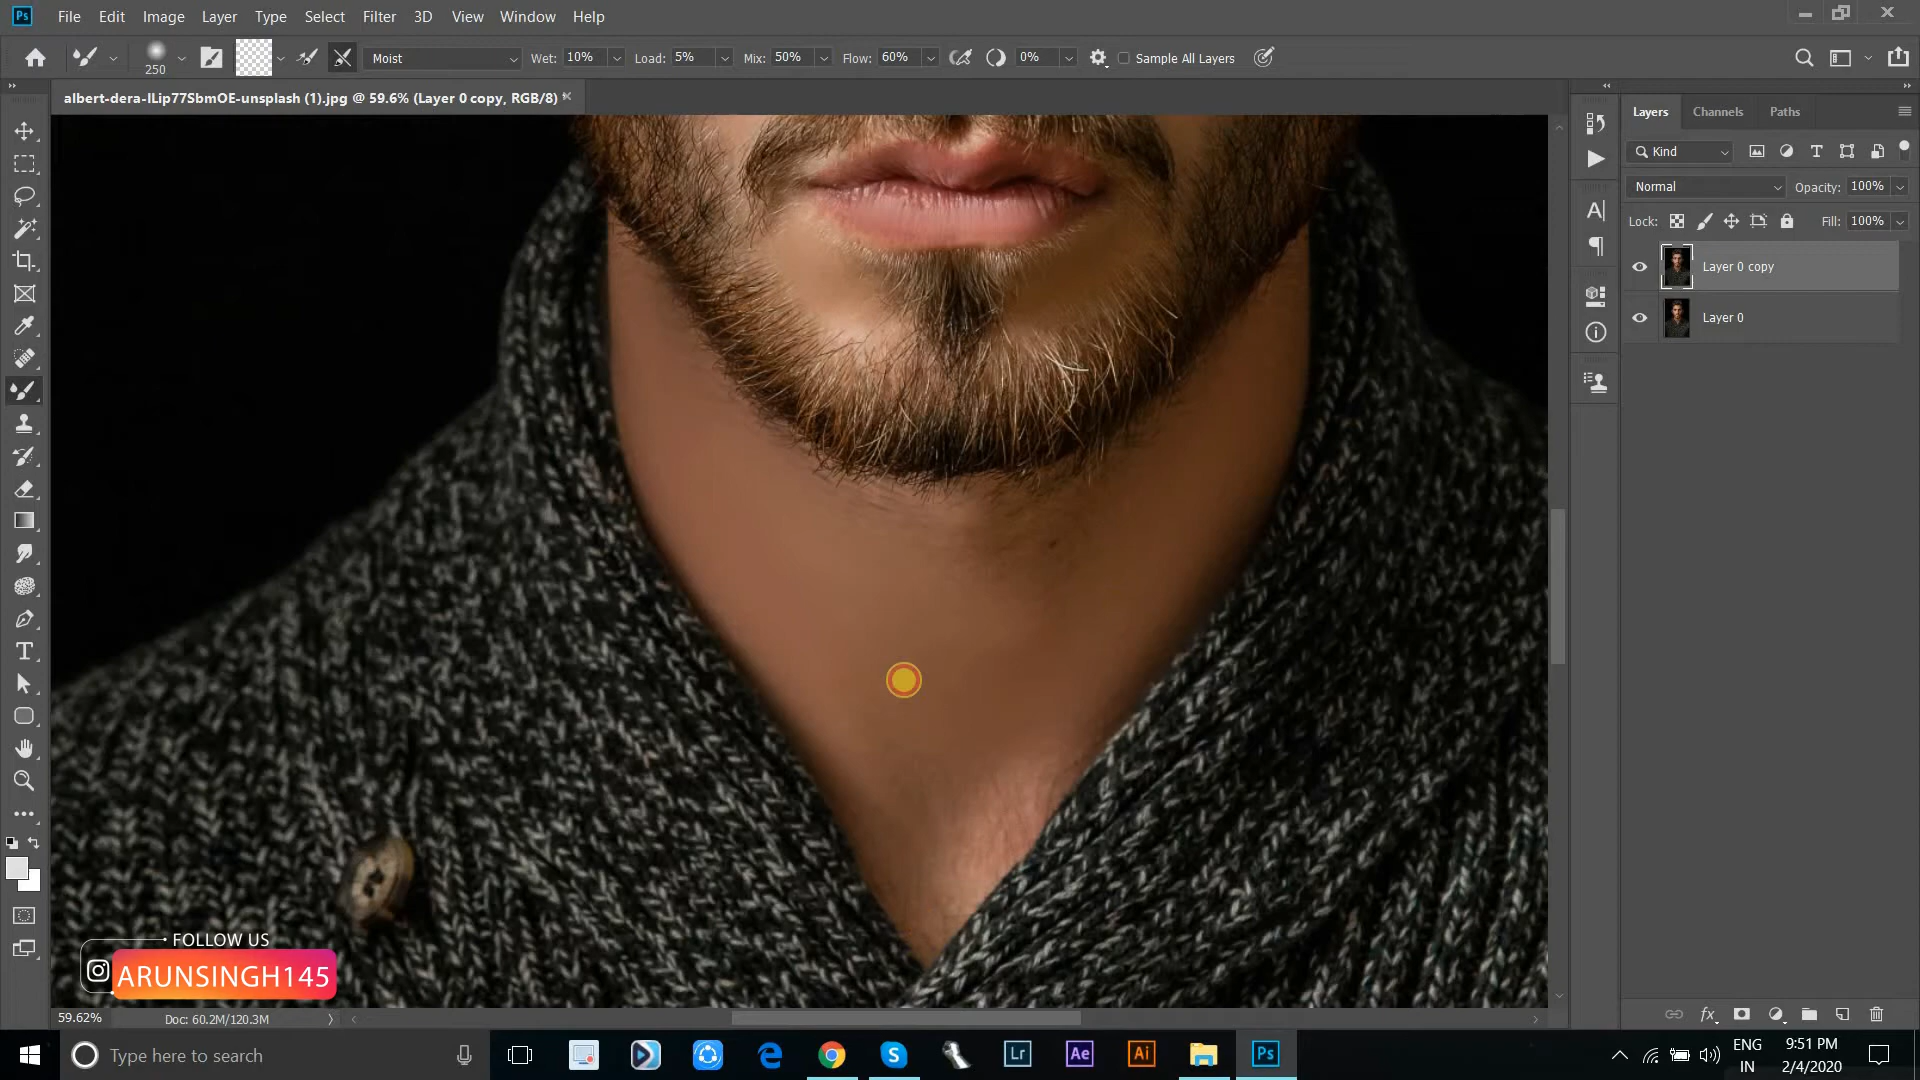 Ps File Edit Image Layer Type Select Filter 3D View Window Help
250 Moist Wet: 10% Load: 5% Mix: 50% Flow: 60% 0% Sample All Layers
albert-dera-ILip77SbmOE-unsplash (1).jpg @ 59.6% (Layer 0 copy, RGB/8) *
Layers Channels Paths
Kind
Normal Opacity: 100%
Lock: Fill: 100%
Layer 0 copy
Layer 0
FOLLOW US
ARUNSINGH145
59.62% Doc: 60.2M/120.3M
Type here to search
Lr Ae Ai Ps
ENG
IN
9:51 PM
2/4/2020